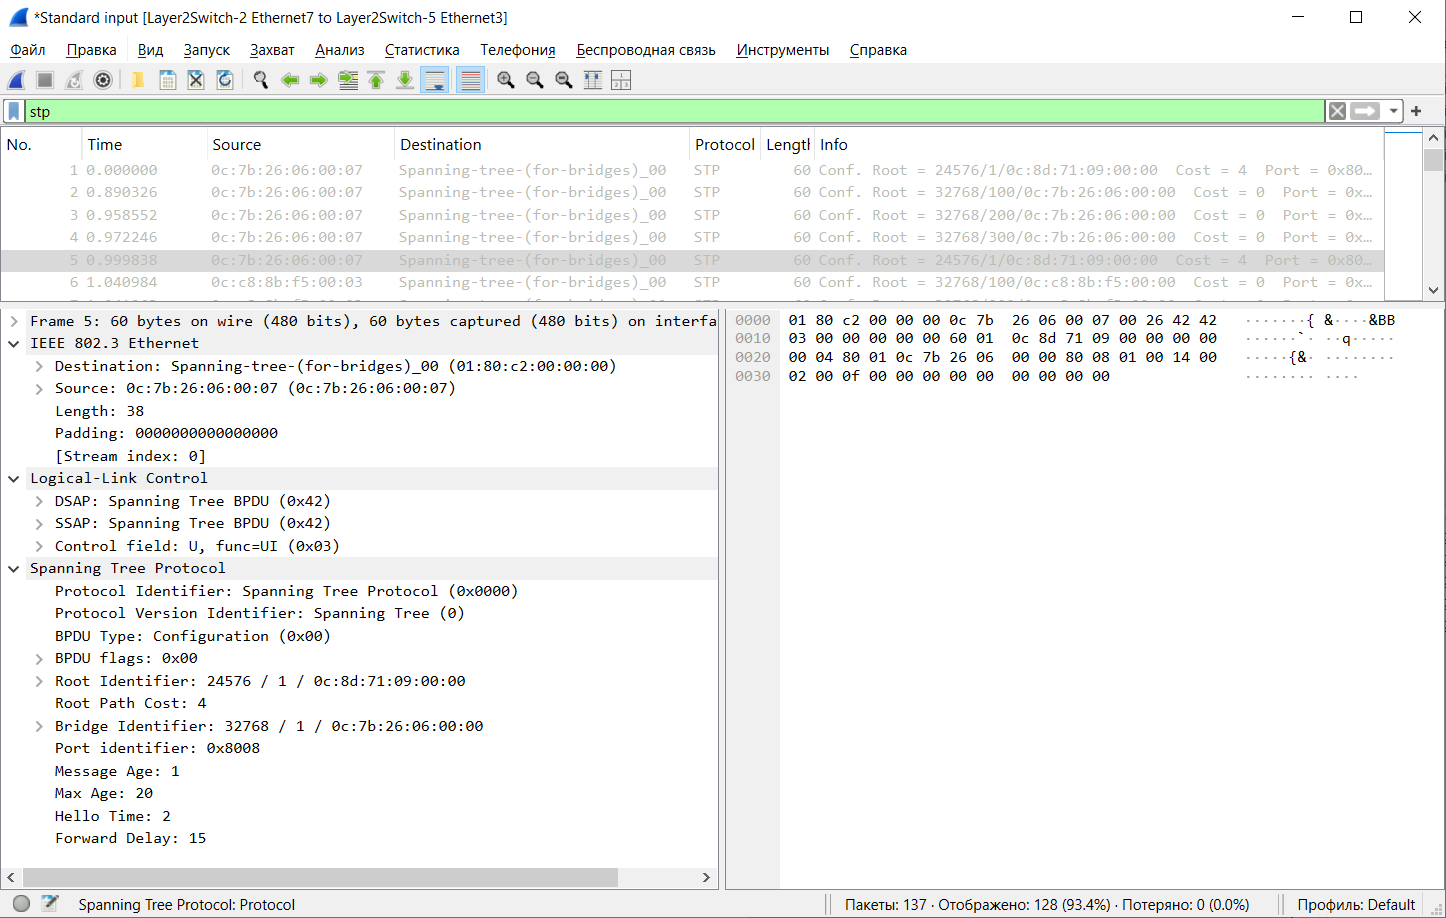 *Standard input [Layer2Switch-2 Ethernet7 to Layer2Switch-5 Ethernet3]
Файл Правка Вид Запуск Захват Анализ Статистика Телефония Беспроводная связь Инструменты Справка
stp
No. Time Source Destination Protocol Length Info
1 0.000000 0c:7b:26:06:00:07 Spanning-tree-(for-bridges)_00 STP 60 Conf. Root = 24576/1/0c:8d:71:09:00:00 Cost = 4 Port = 0x80…
2 0.890326 0c:7b:26:06:00:07 Spanning-tree-(for-bridges)_00 STP 60 Conf. Root = 32768/100/0c:7b:26:06:00:00 Cost = 0 Port = 0x…
3 0.958552 0c:7b:26:06:00:07 Spanning-tree-(for-bridges)_00 STP 60 Conf. Root = 32768/200/0c:7b:26:06:00:00 Cost = 0 Port = 0x…
4 0.972246 0c:7b:26:06:00:07 Spanning-tree-(for-bridges)_00 STP 60 Conf. Root = 32768/300/0c:7b:26:06:00:00 Cost = 0 Port = 0x…
5 0.999838 0c:7b:26:06:00:07 Spanning-tree-(for-bridges)_00 STP 60 Conf. Root = 24576/1/0c:8d:71:09:00:00 Cost = 4 Port = 0x80…
6 1.040984 0c:c8:8b:f5:00:03 Spanning-tree-(for-bridges)_00 STP 60 Conf. Root = 32768/100/0c:c8:8b:f5:00:00 Cost = 0 Port = 0x…
Frame 5: 60 bytes on wire (480 bits), 60 bytes captured (480 bits) on interfa
IEEE 802.3 Ethernet
Destination: Spanning-tree-(for-bridges)_00 (01:80:c2:00:00:00)
Source: 0c:7b:26:06:00:07 (0c:7b:26:06:00:07)
Length: 38
Padding: 0000000000000000
[Stream index: 0]
Logical-Link Control
DSAP: Spanning Tree BPDU (0x42)
SSAP: Spanning Tree BPDU (0x42)
Control field: U, func=UI (0x03)
Spanning Tree Protocol
Protocol Identifier: Spanning Tree Protocol (0x0000)
Protocol Version Identifier: Spanning Tree (0)
BPDU Type: Configuration (0x00)
BPDU flags: 0x00
Root Identifier: 24576 / 1 / 0c:8d:71:09:00:00
Root Path Cost: 4
Bridge Identifier: 32768 / 1 / 0c:7b:26:06:00:00
Port identifier: 0x8008
Message Age: 1
Max Age: 20
Hello Time: 2
Forward Delay: 15
0000 01 80 c2 00 00 00 0c 7b 26 06 00 07 00 26 42 42 ·······{ &····&BB
0010 03 00 00 00 00 00 60 01 0c 8d 71 09 00 00 00 00 ······`· ··q·····
0020 00 04 80 01 0c 7b 26 06 00 00 80 08 01 00 14 00 ·····{&· ········
0030 02 00 0f 00 00 00 00 00 00 00 00 00 ········ ····
Spanning Tree Protocol: Protocol
Пакеты: 137 · Отображено: 128 (93.4%) · Потеряно: 0 (0.0%)
Профиль: Default